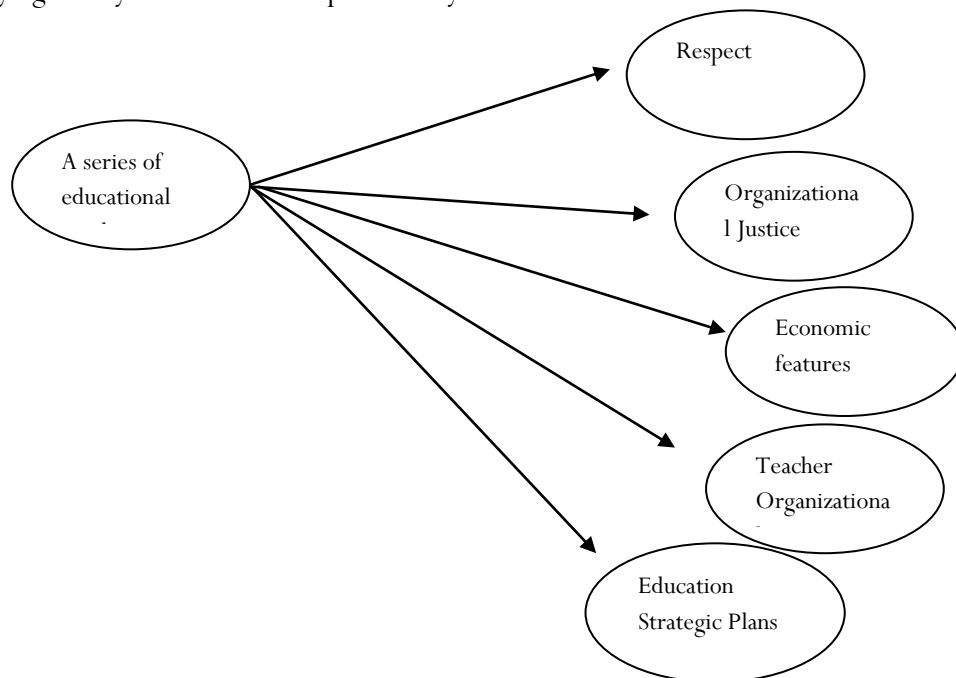 Respect
A series of
educational
Organizationa
l Justice
Economic
features
Teacher
Organizationa
Education
Strategic Plans